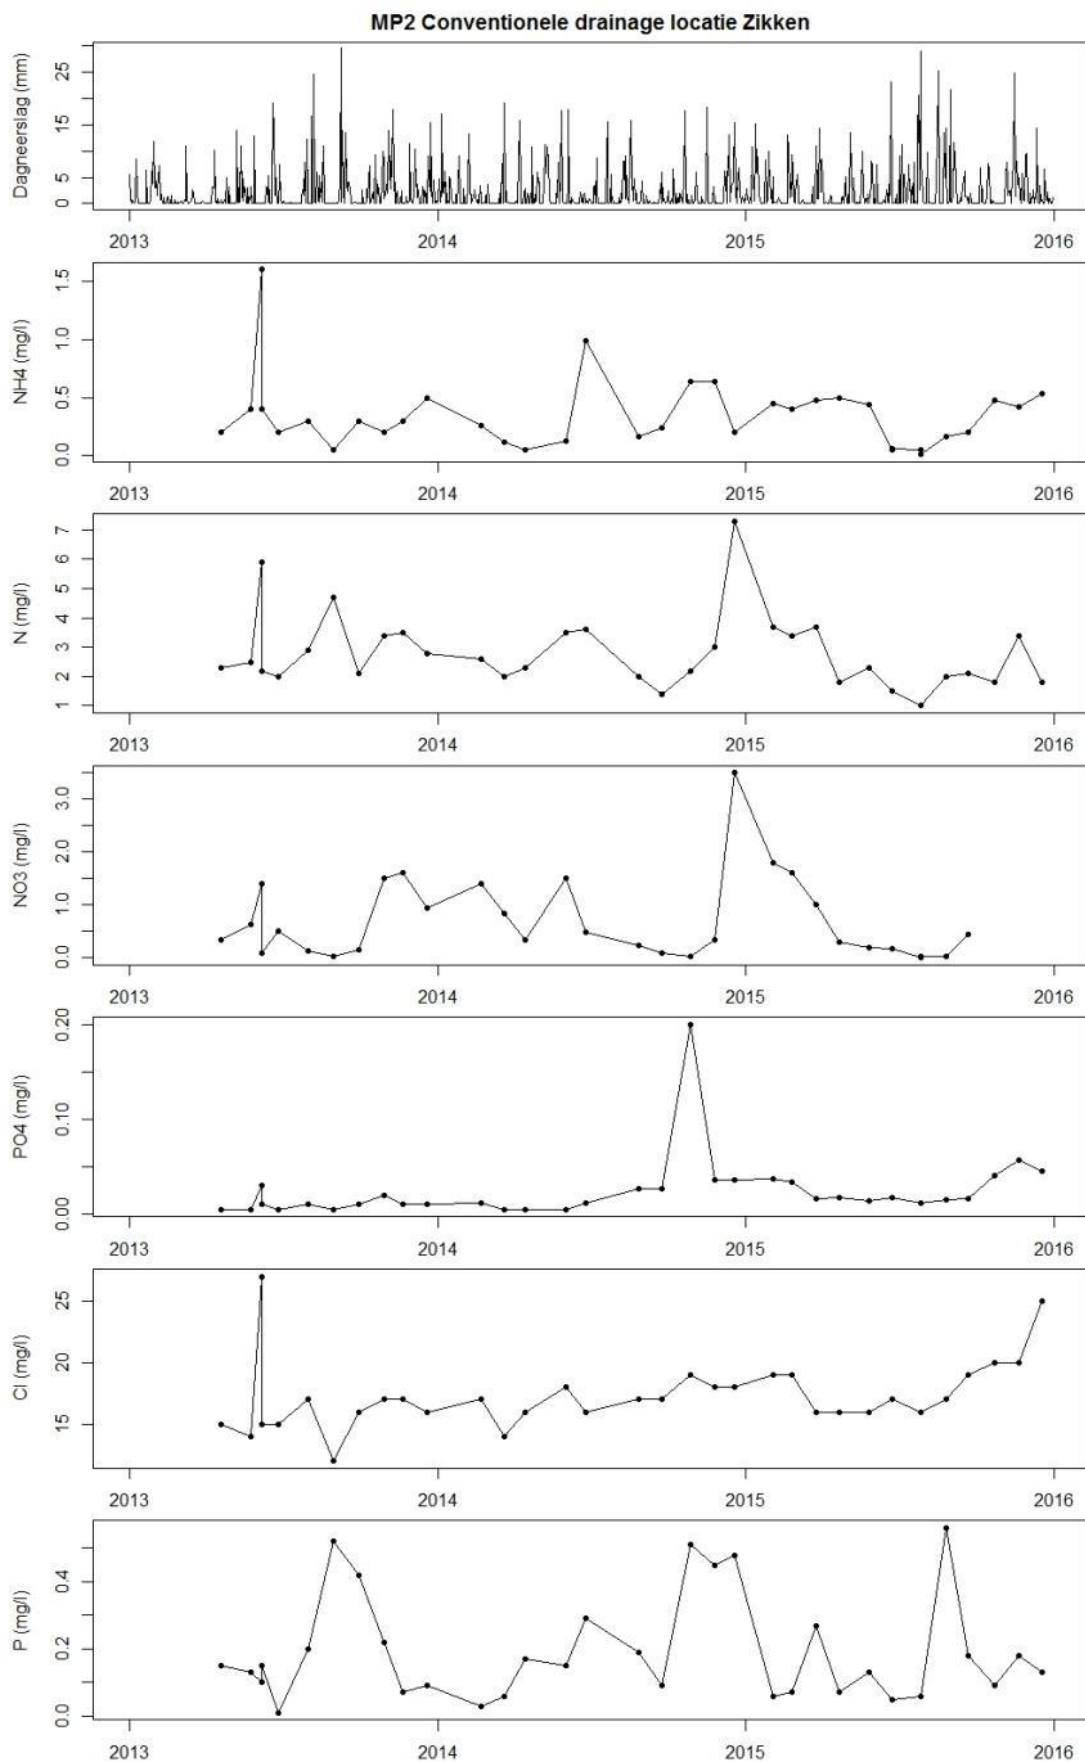 MP2 Conventionele drainage locatie Zikken
Dagneerslag (mm)
25
15
5
0
2013 2014 2015 2016
NH4 (mg/l)
1.5
1.0
0.5
0.0
2013 2014 2015 2016
N (mg/l)
7
6
5
4
3
2
1
2013 2014 2015 2016
NO3 (mg/l)
3.0
2.0
1.0
0.0
2013 2014 2015 2016
PO4 (mg/l)
0.20
0.10
0.00
2013 2014 2015 2016
Cl (mg/l)
25
20
15
2013 2014 2015 2016
P (mg/l)
0.4
0.2
0.0
2013 2014 2015 2016